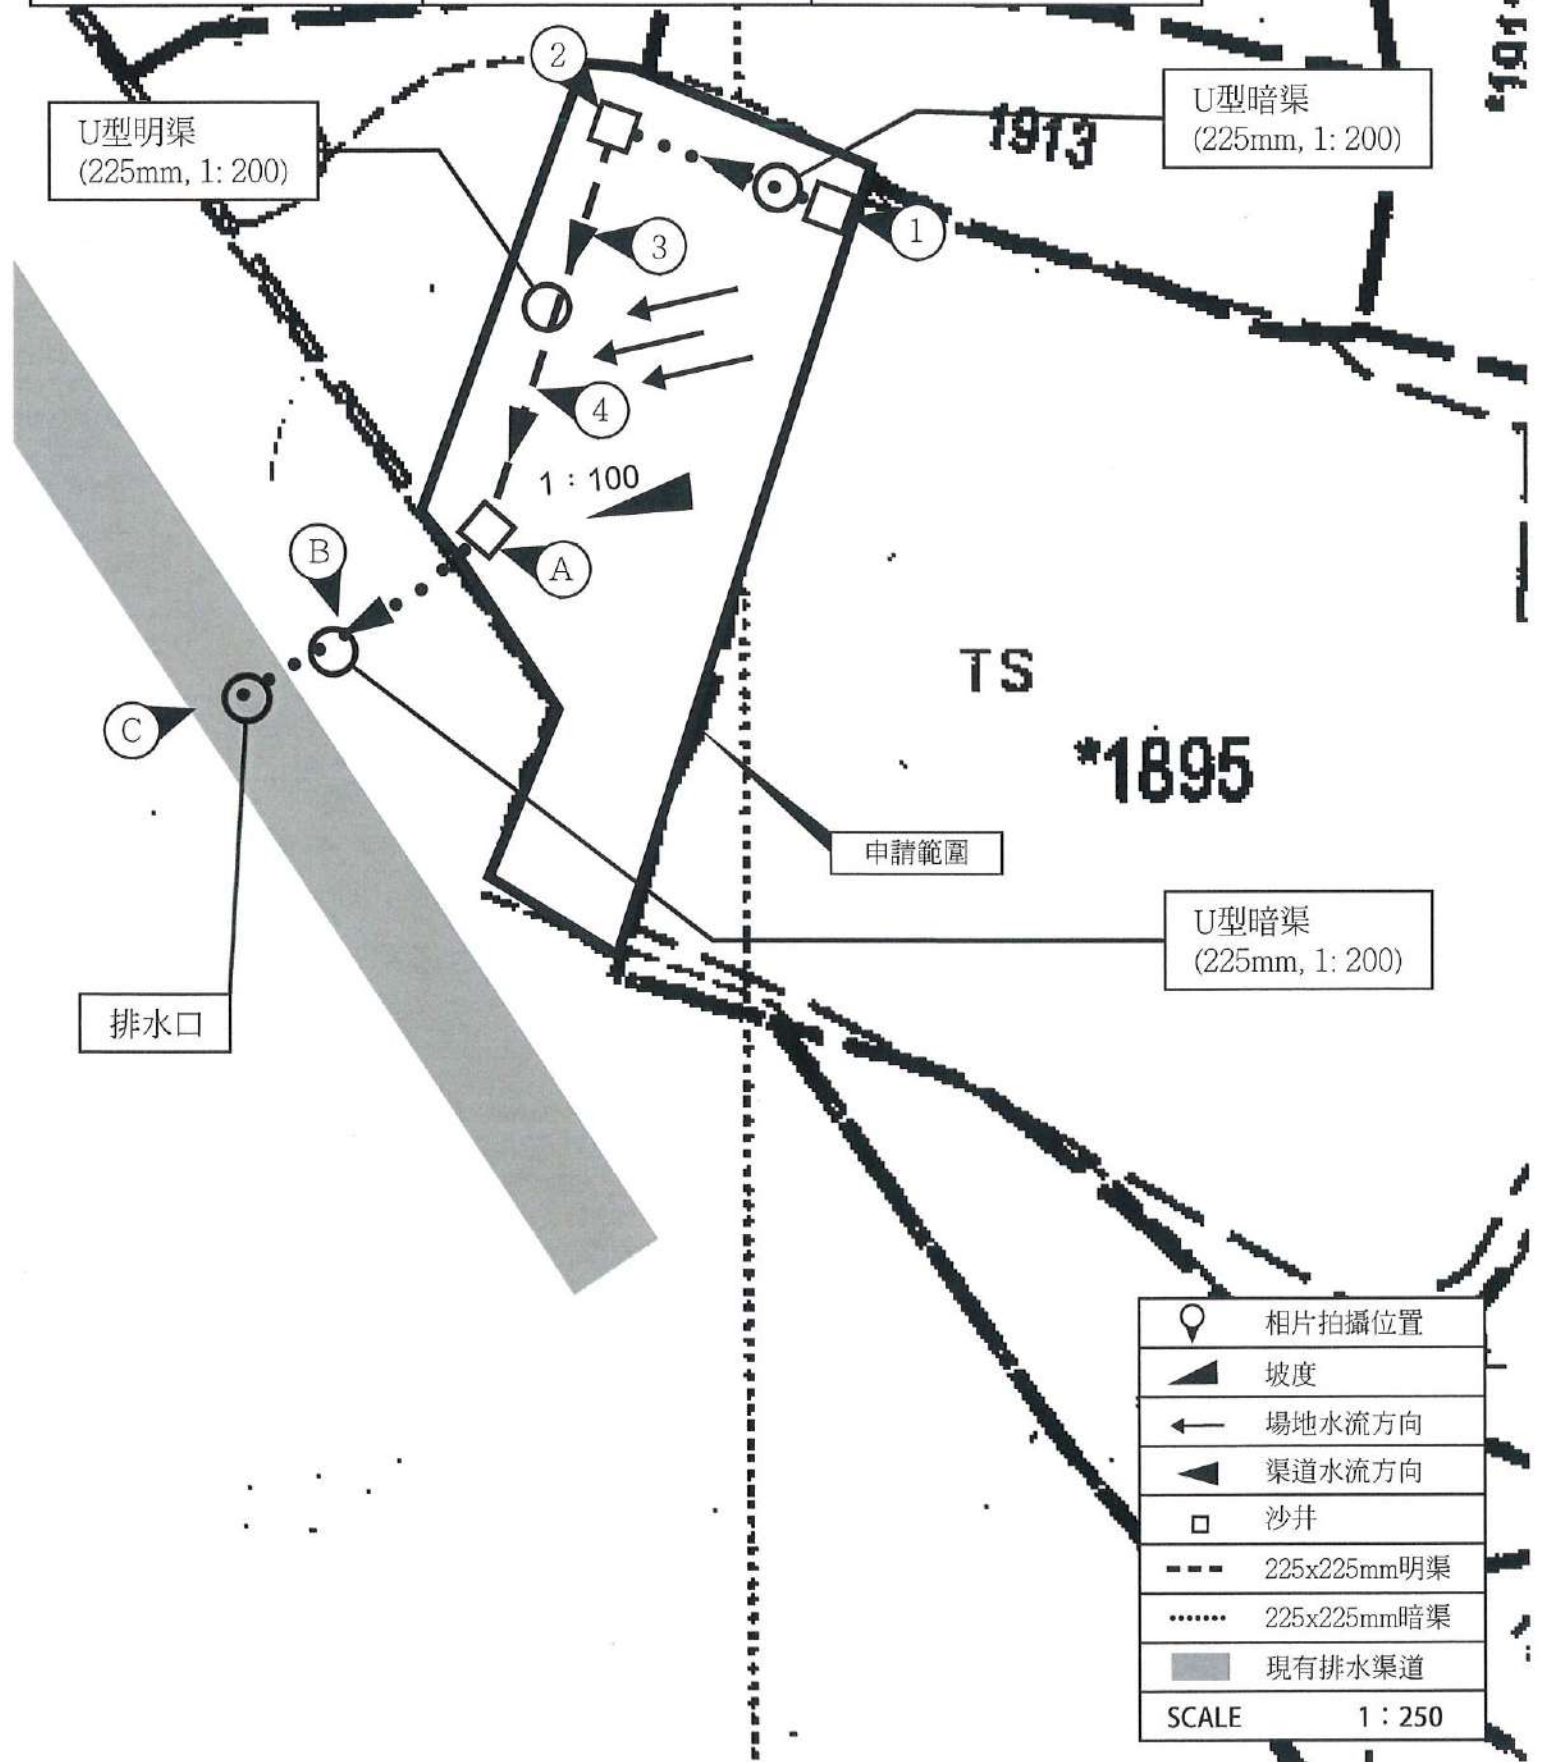 2
U型明渠
(225mm, 1: 200)
1913
U型暗渠
(225mm, 1: 200)
1
3
4
1：100
B
A
C
TS
*1895
申請範圍
U型暗渠
(225mm, 1: 200)
排水口
相片拍攝位置
坡度
場地水流方向
渠道水流方向
沙井
225x225mm明渠
225x225mm暗渠
現有排水渠道
SCALE 1：250